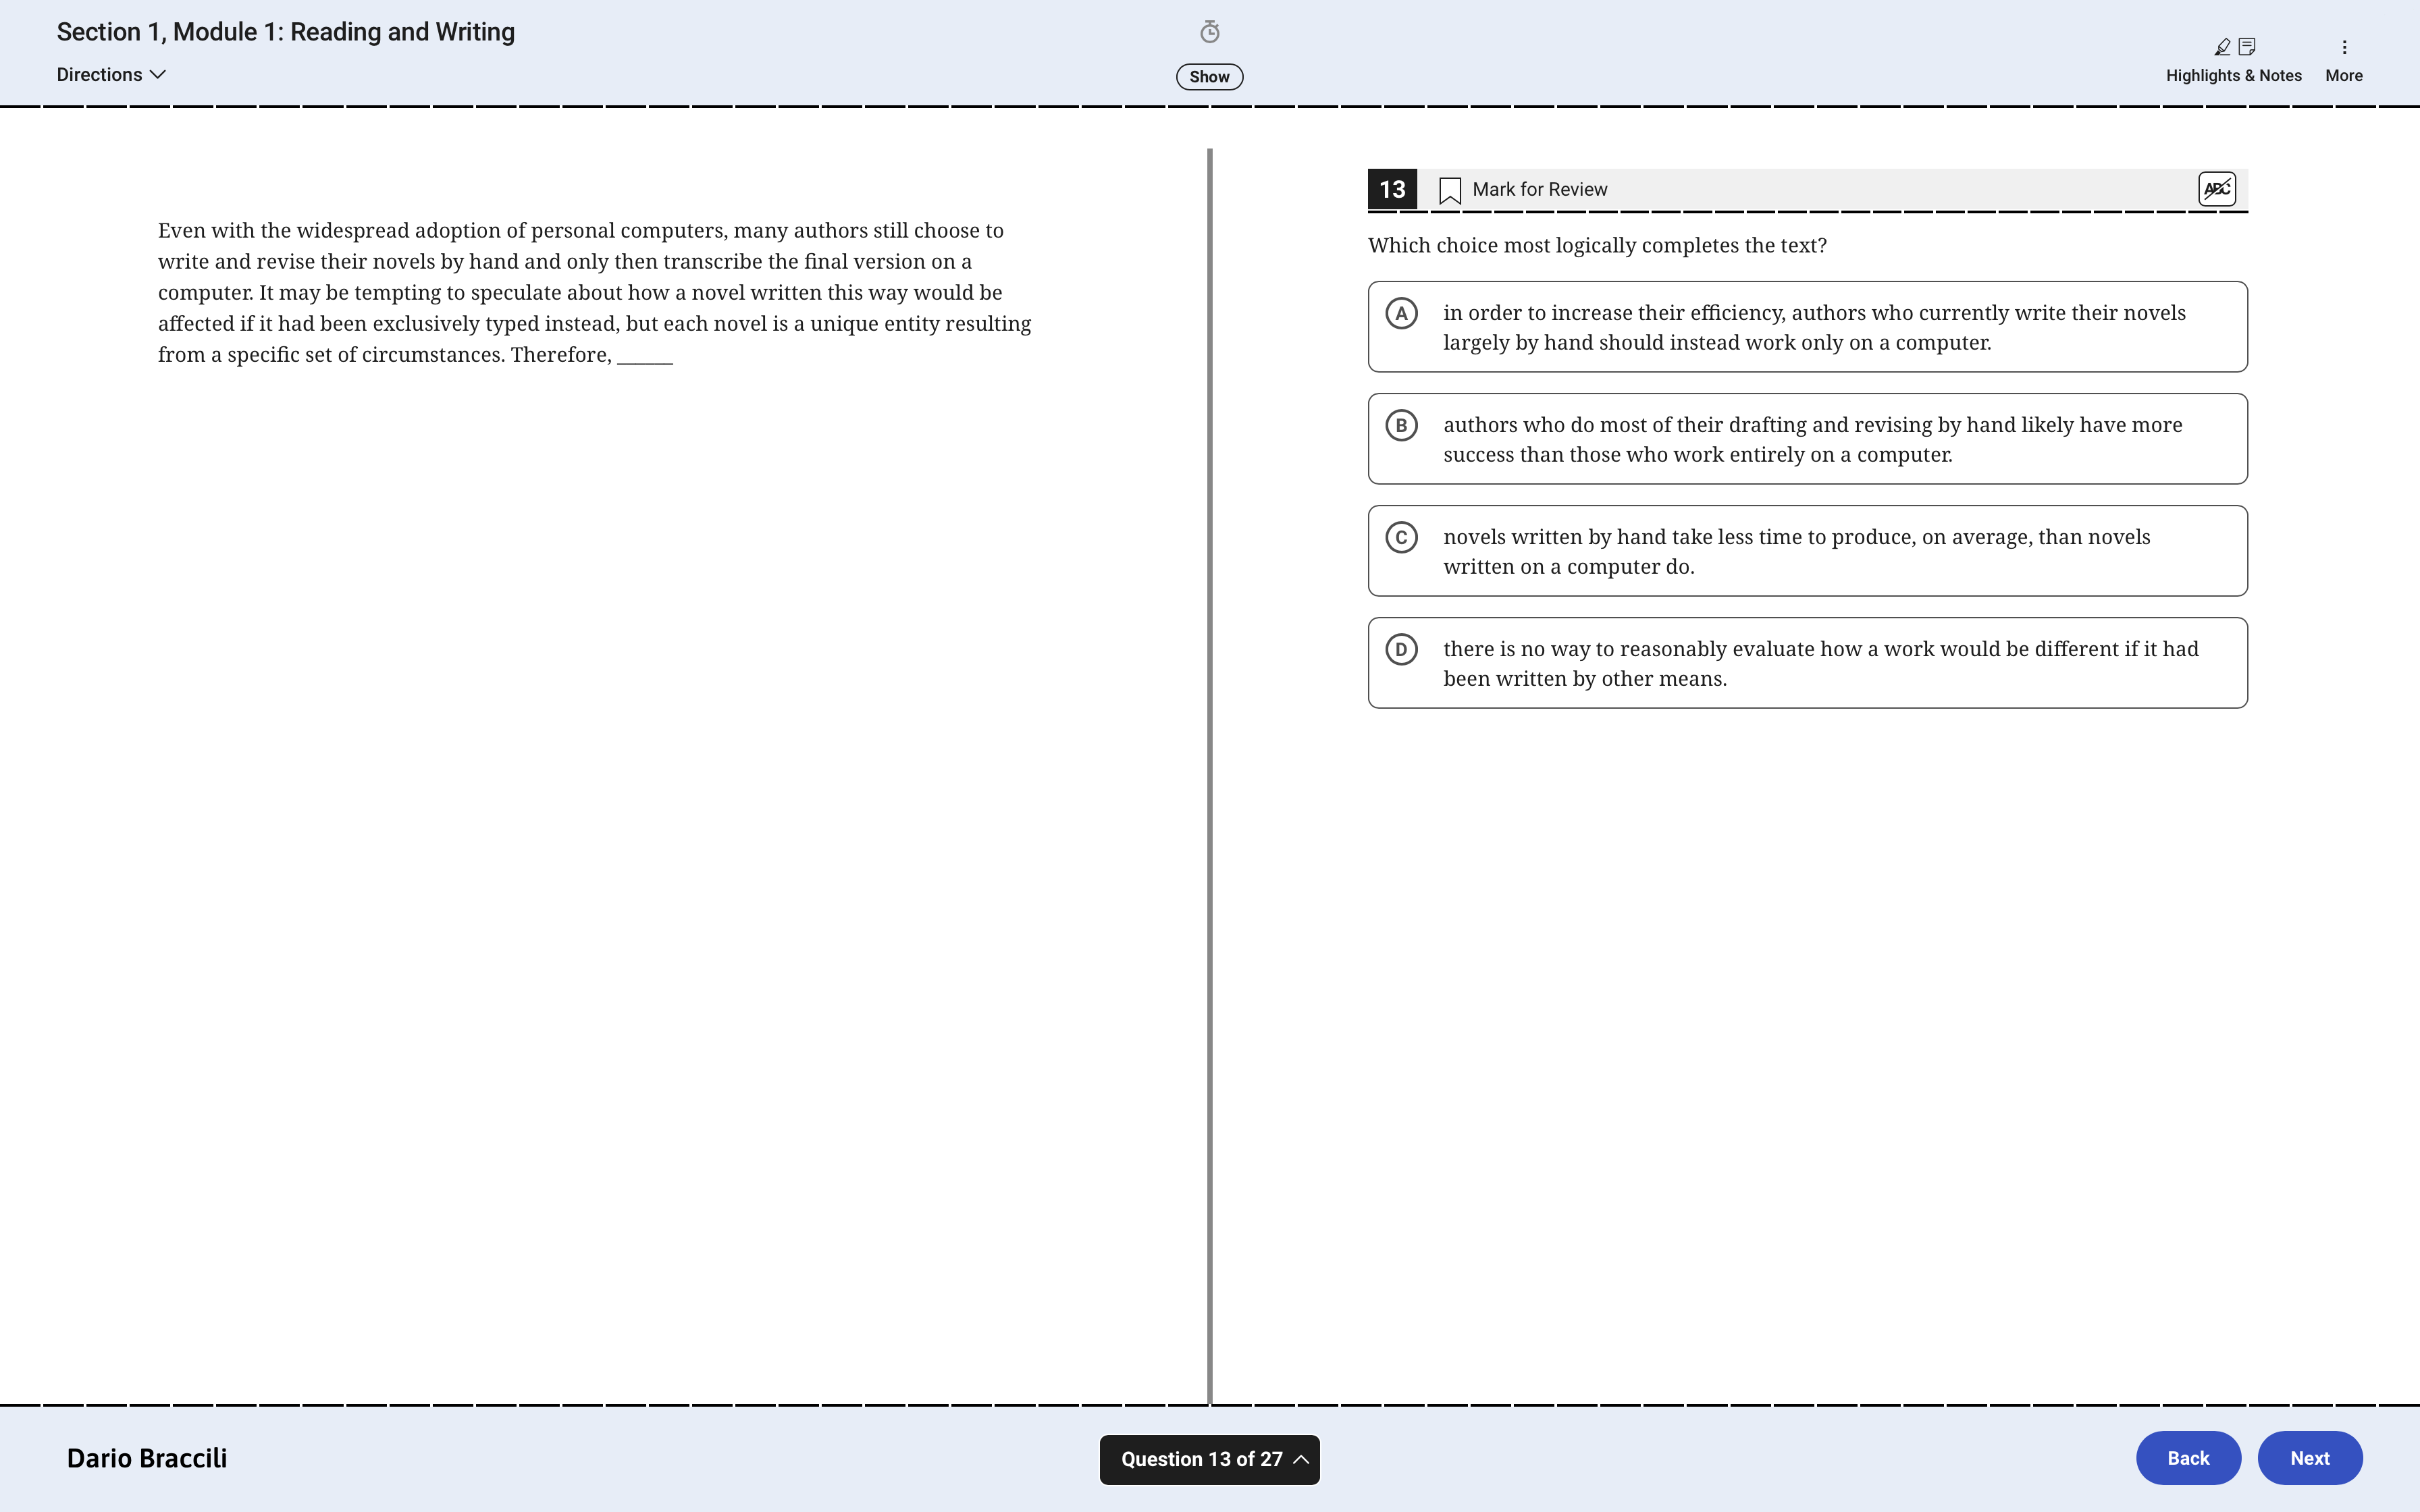 Section 1, Module 1: Reading and Writing
Directions
Show
Highlights & Notes
More
Even with the widespread adoption of personal computers, many authors still choose to
write and revise their novels by hand and only then transcribe the final version on a
computer. It may be tempting to speculate about how a novel written this way would be
affected if it had been exclusively typed instead, but each novel is a unique entity resulting
from a specific set of circumstances. Therefore, ______
13
Mark for Review
ABC
Which choice most logically completes the text?
A
in order to increase their efficiency, authors who currently write their novels
largely by hand should instead work only on a computer.
B
authors who do most of their drafting and revising by hand likely have more
success than those who work entirely on a computer.
C
novels written by hand take less time to produce, on average, than novels
written on a computer do.
D
there is no way to reasonably evaluate how a work would be different if it had
been written by other means.
Dario Braccili
Question 13 of 27
Back
Next